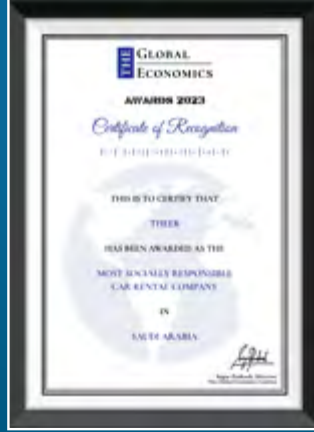 THE GLOBAL
ECONOMICS
AWARDS 2023
Certificate of Recognition
THIS IS TO CERTIFY THAT
THEEB
HAS BEEN AWARDED AS THE
MOST SOCIALLY RESPONSIBLE
CAR RENTAL COMPANY
IN
SAUDI ARABIA